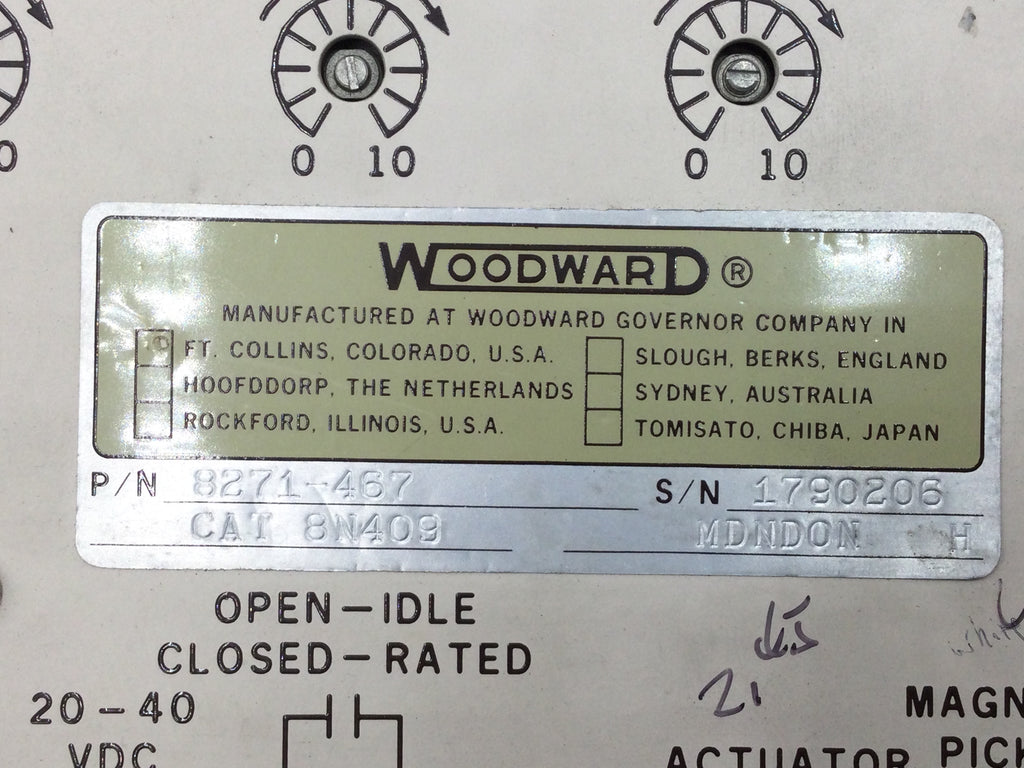 0
0 10
0 10
WOODWARD ®
MANUFACTURED AT WOODWARD GOVERNOR COMPANY IN
FT. COLLINS, COLORADO, U.S.A.
HOOFDDORP, THE NETHERLANDS
ROCKFORD, ILLINOIS, U.S.A.
SLOUGH, BERKS, ENGLAND
SYDNEY, AUSTRALIA
TOMISATO, CHIBA, JAPAN
P/N 8271-467 S/N 1790206
CAT 8N409 MDNDON H
OPEN-IDLE
CLOSED-RATED
20-40
VDC
21
MAGN
ACTUATOR PICK